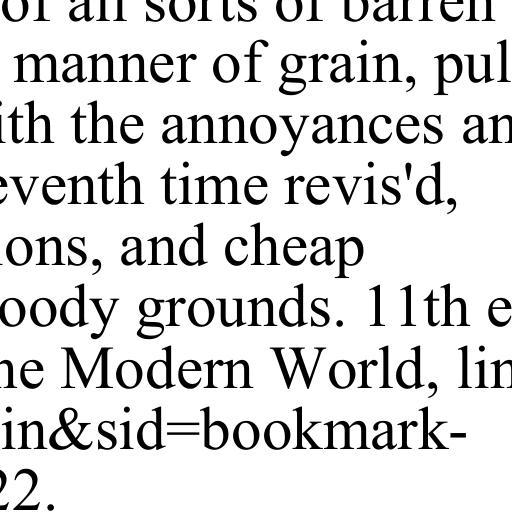 of all sorts of barren
manner of grain, pul
ith the annoyances an
eventh time revis'd,
ions, and cheap
oody grounds. 11th e
he Modern World, lin
in&sid=bookmark-
22.